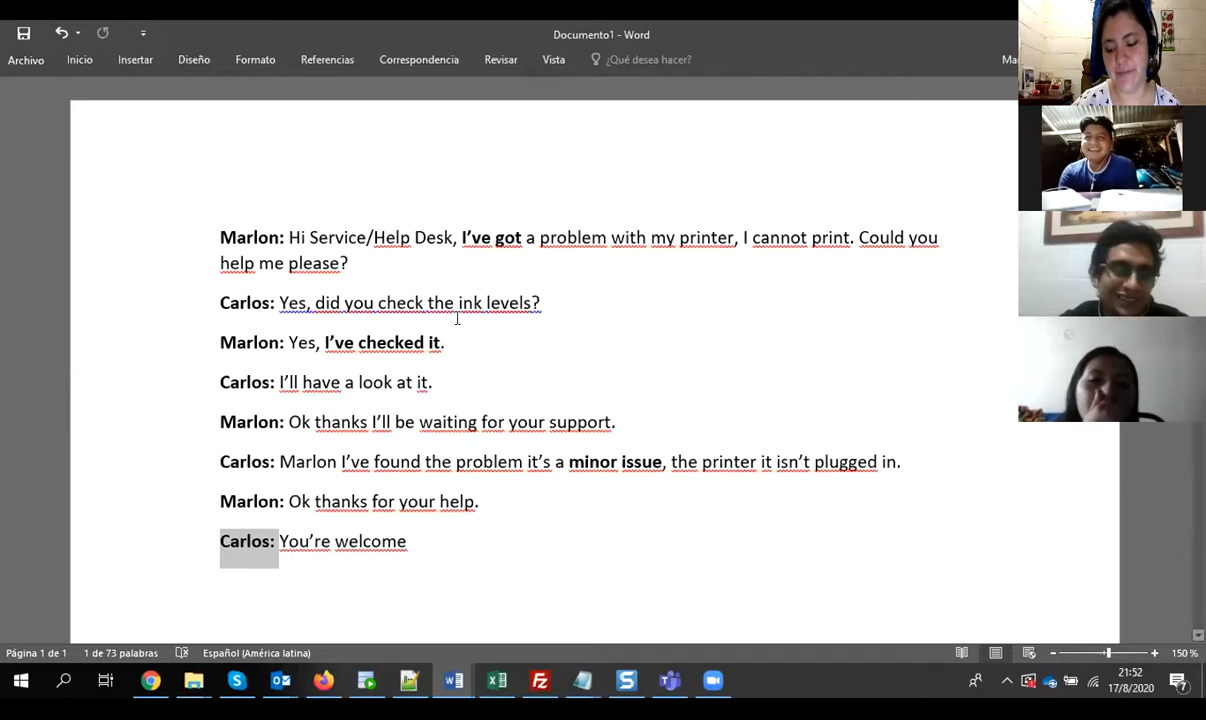 Documento1 - Word
Archivo Inicio Insertar Diseño Formato Referencias Correspondencia Revisar Vista ¿Qué desea hacer?
Marlon: Hi Service/Help Desk, I've got a problem with my printer, I cannot print. Could you
help me please?
Carlos: Yes, did you check the ink levels?
Marlon: Yes, I've checked it.
Carlos: I'll have a look at it.
Marlon: Ok thanks I'll be waiting for your support.
Carlos: Marlon I've found the problem it's a minor issue, the printer it isn't plugged in.
Marlon: Ok thanks for your help.
Carlos: You're welcome
Página 1 de 1 1 de 73 palabras Español (América latina) 150 %
21:52
17/8/2020